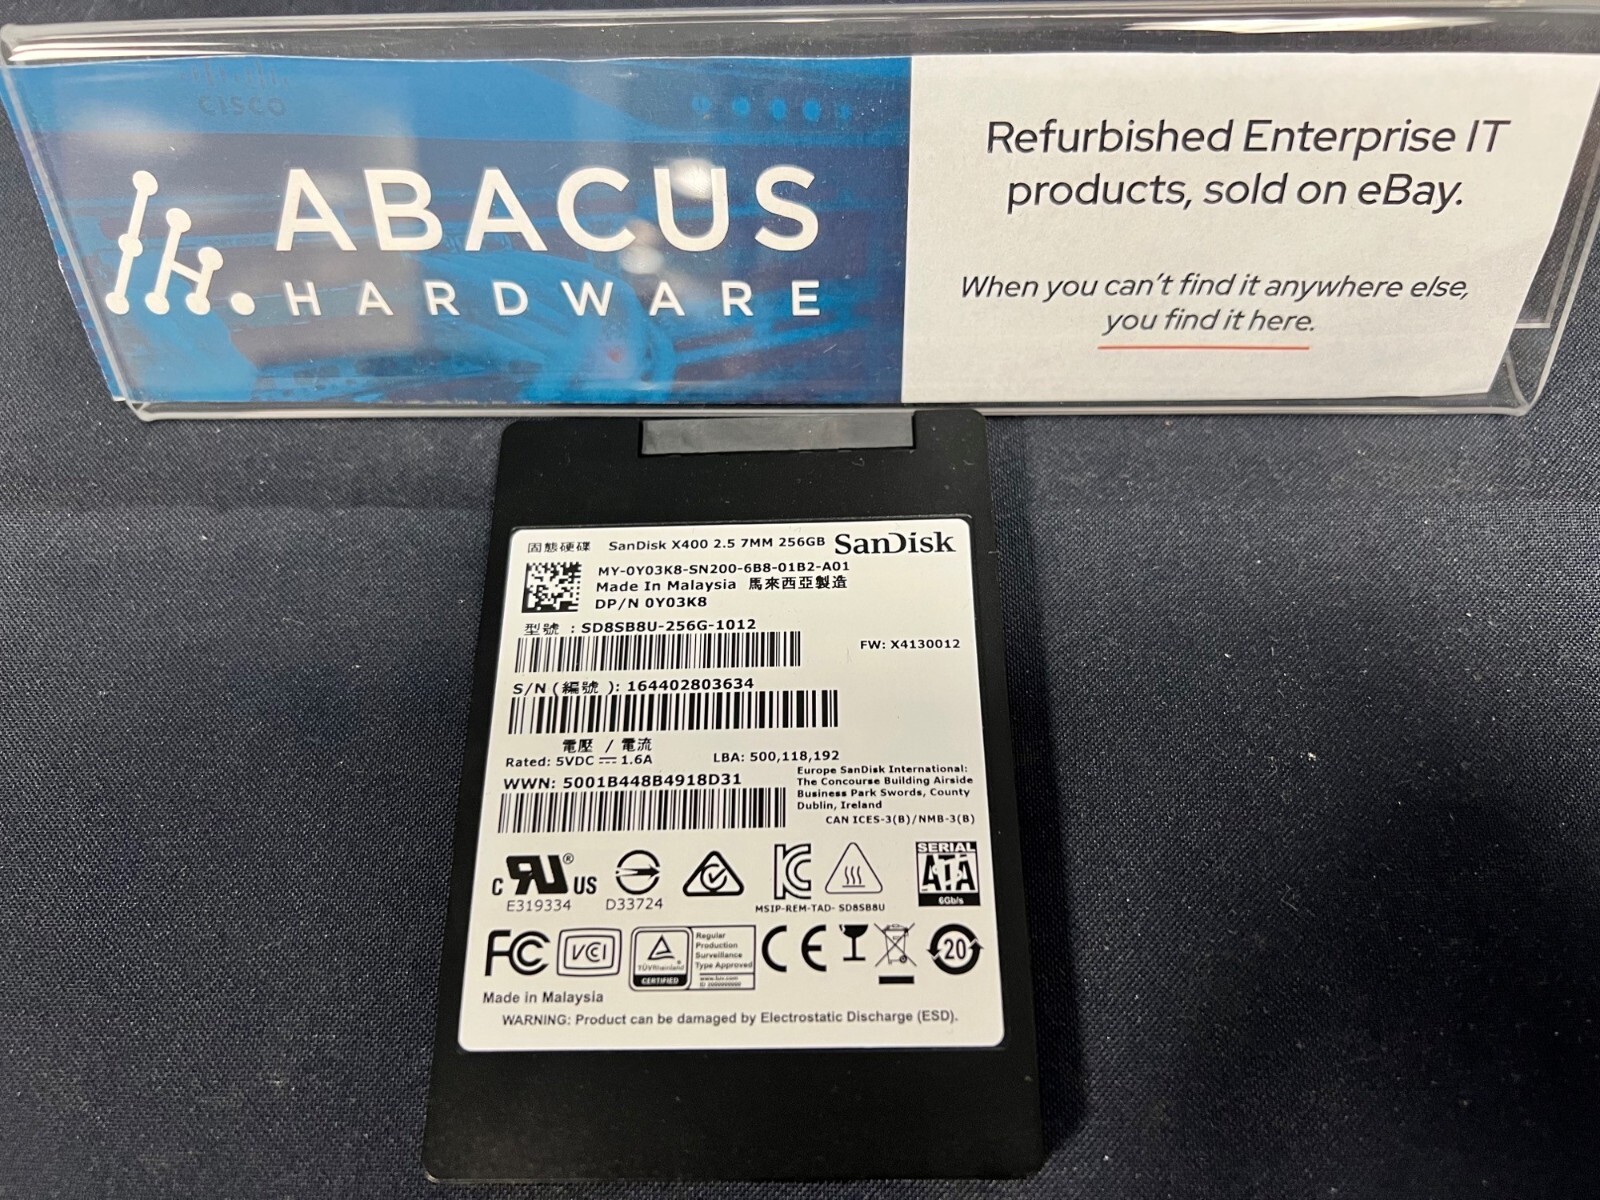 CISCO
ABACUS
HARDWARE
Refurbished Enterprise IT
products, sold on eBay.
When you can't find it anywhere else,
you find it here.
固態硬碟 SanDisk X400 2.5 7MM 256GB SanDisk
MY-0Y03K8-SN200-6B8-01B2-A01
Made In Malaysia 馬來西亞製造
DP/N 0Y03K8
型號 : SD8SB8U-256G-1012
FW: X4130012
S/N (編號 ): 164402803634
電壓 / 電流
Rated: 5VDC ⎓ 1.6A LBA: 500,118,192
WWN: 5001B448B4918D31
Europe SanDisk International:
The Concourse Building Airside
Business Park Swords, County
Dublin, Ireland
CAN ICES-3(B)/NMB-3(B)
c RU ® US
E319334
D33724
KC
MSIP-REM-TAD- SD8SB8U
SERIAL
ATA
6Gb/s
FC
VCI
TÜVRheinland
CERTIFIED
Regular
Production
Surveillance
Type Approved
www.tuv.com
CE
20
Made in Malaysia
WARNING: Product can be damaged by Electrostatic Discharge (ESD).